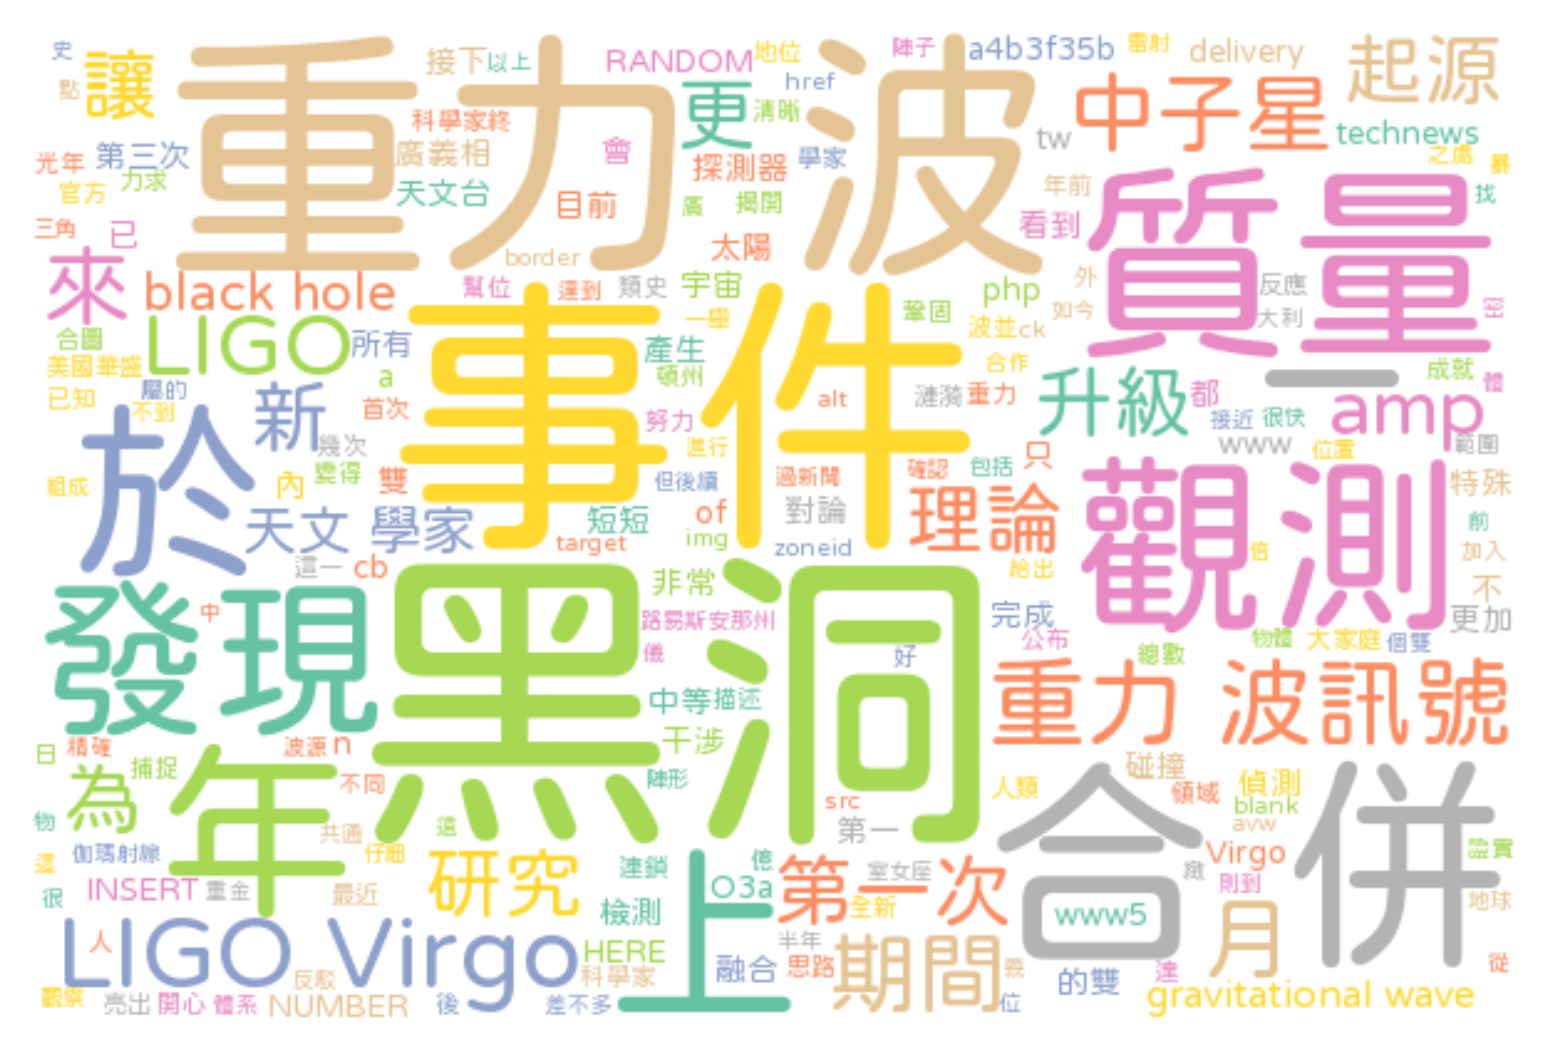 史
點
讓
重力波
接下
以上
RANDOM
地位
href
陣子
a4b3f35b
雷射
delivery
起源
科學家終
更
清晰
中子星
technews
光年
第三次
廣義相
會
探測器
學家
tw
之處
暴
官方
力求
天文台
目前
廣
揭開
年前
質量
找
三角
已
太陽
看到
來
border
black hole
幫位
達到
類史
宇宙
php
外
反應
合圖
LIGO
所有
事件
一舉
鞏固
波並ck
如今
大利
美國華盛
產生
合作
一
成就
體
已知
屬的
a
頓州
升級
都
amp
不到
新
首次
努力
alt
漣漪
重力
接近
很快
於
幾次
進行
www
位置
範圍
組成
變得
內
雙
但後續
過新聞
確認
包括
只
觀測
特殊
天文 學家
短短
of
對論
理論
前
target
img
zoneid
倍
加入
這一
cb
黑洞
非常
給出
不
發現
中
路易斯安那州
完成
更加
儀
好
公布
總數
物體
大家庭
個雙
中等
描述
重力 波訊號
日
精確
波源
n
干涉
為
捕捉
年
不同
陣形
src
人類
碰撞
領域
偵測
blank
合併
物
共通
這
第一
avw
伽瑪射線
仔細
研究
連鎖
億
第一次
室女座
Virgo
證實
很
INSERT
重金
最近
上
O3a
則到
地球
檢測
全新
www5
月
LIGO Virgo
人
HERE
半年
期間
從
反駁
科學家
融合
思路
義
的雙
達
觀察
亮出
開心
體系
NUMBER
後
差不多
位
gravitational wave